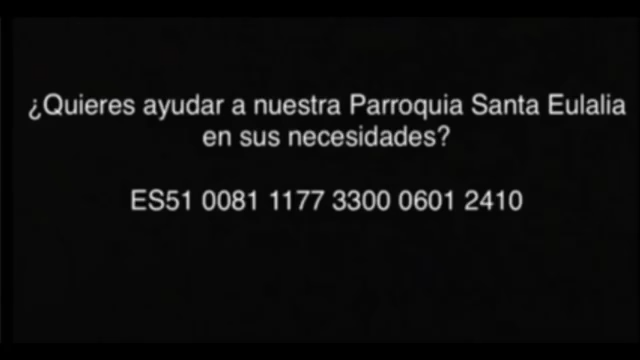 ¿Quieres ayudar a nuestra Parroquia Santa Eulalia
en sus necesidades?
ES51 0081 1177 3300 0601 2410